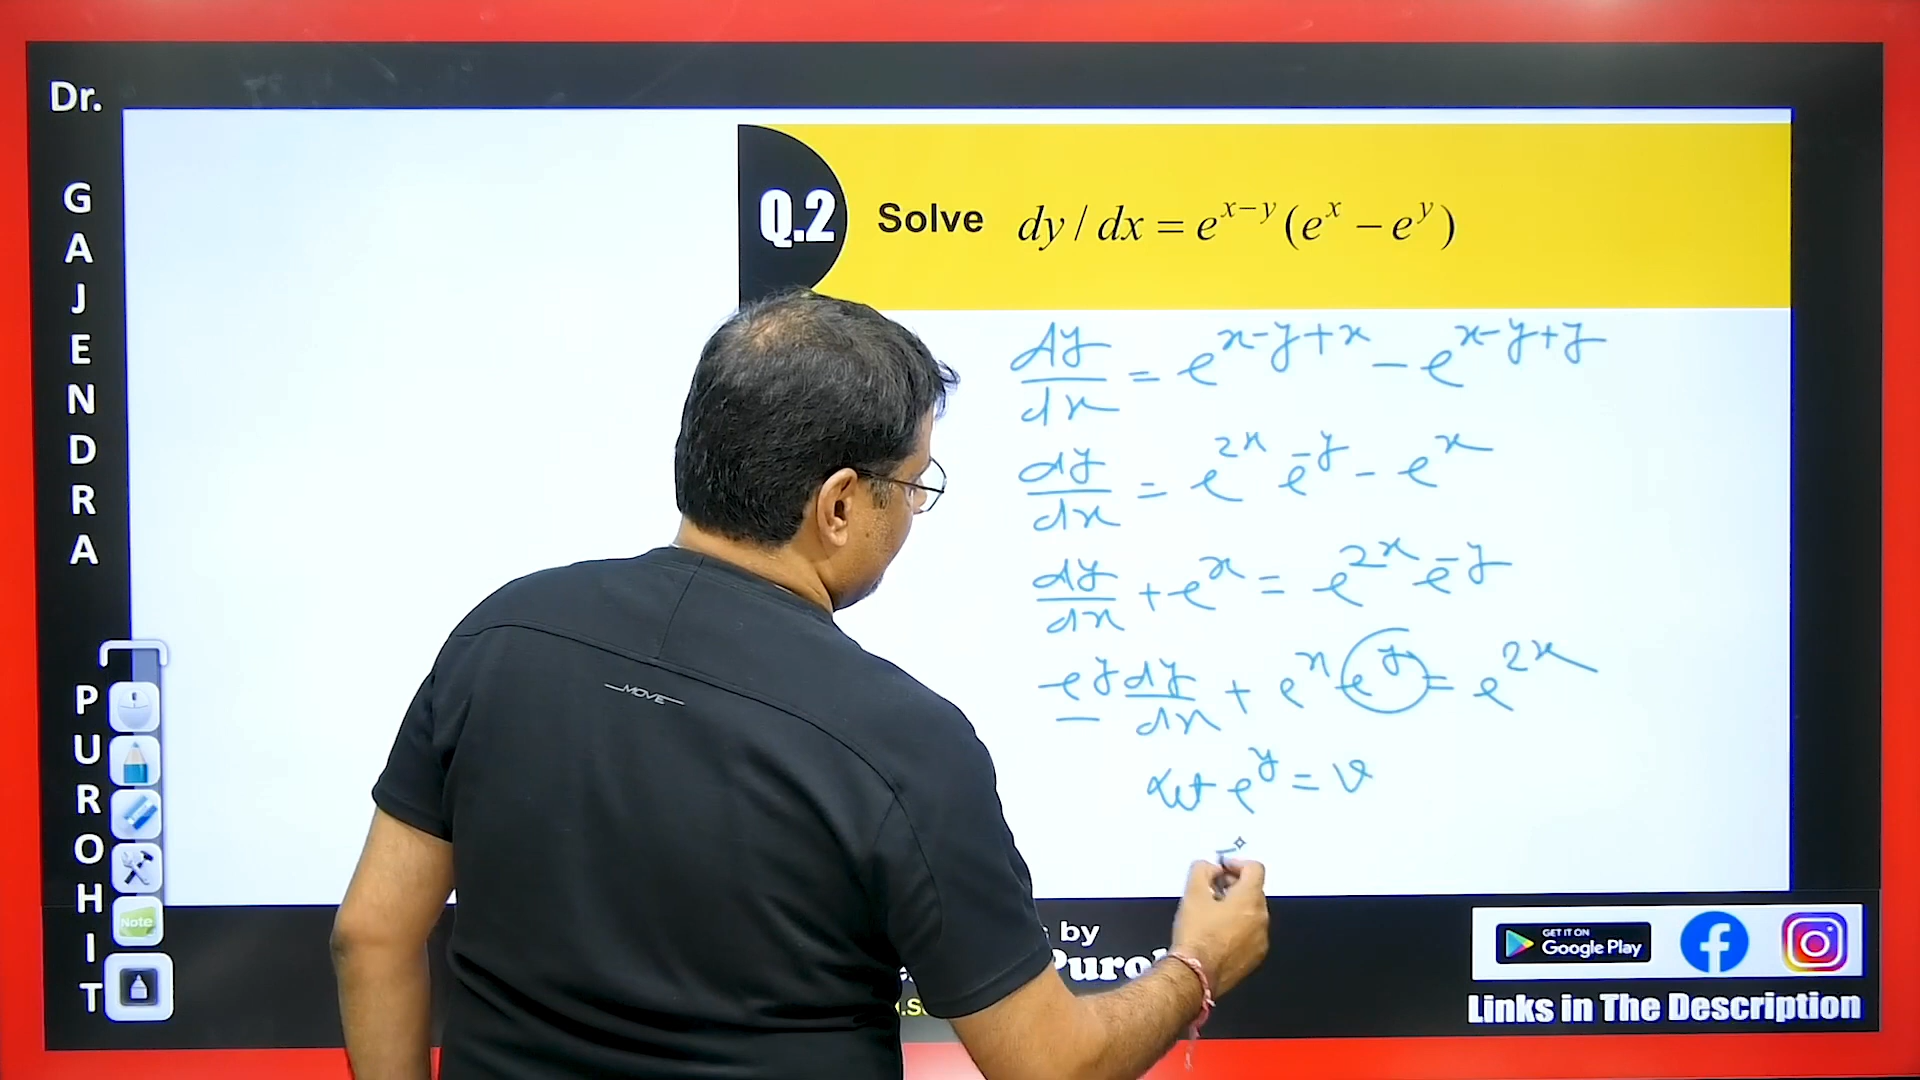 Dr.
GAJENDRA
PUROHIT
Q.2 Solve dy / dx = e^{x-y} (e^x - e^y)
dy/dx = e^{x-y+x} - e^{x-y+y}
dy/dx = e^{2x} e^{-y} - e^x
dy/dx + e^x = e^{2x} e^{-y}
e^y dy/dx + e^x e^y = e^{2x}
Let e^y = v
MOVE
Note
by
GET IT ON
Google Play
Links in The Description